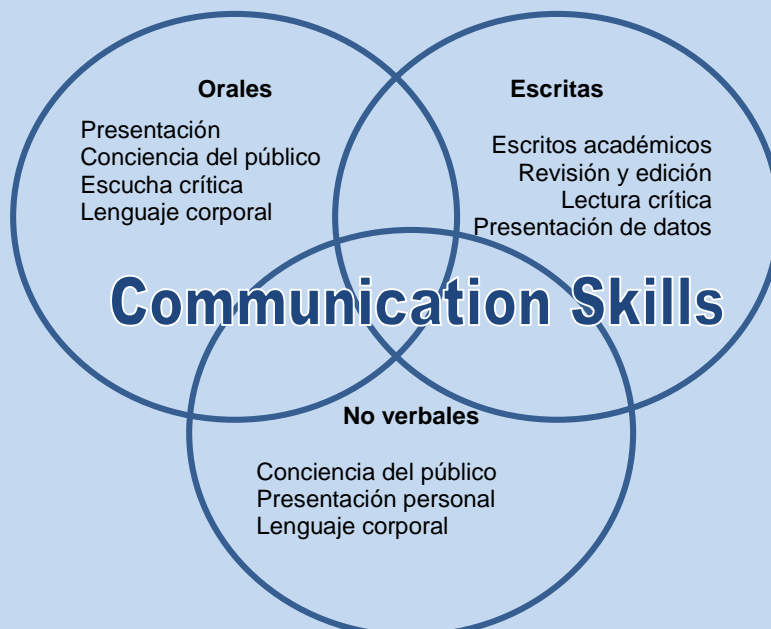 Orales
Presentación
Conciencia del público
Escucha crítica
Lenguaje corporal
Escritas
Escritos académicos
Revisión y edición
Lectura crítica
Presentación de datos
Communication Skills
No verbales
Conciencia del público
Presentación personal
Lenguaje corporal